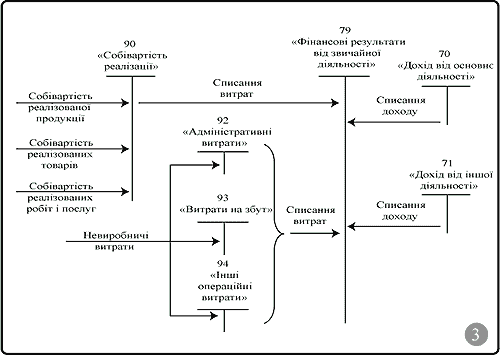 90
«Собівартість
реалізації»
79
«Фінансові результати
від звичайної
діяльності»
70
«Дохід від основної
діяльності»
Собівартість
реалізованої
продукції
Списання
витрат
Списання
доходу
Собівартість
реалізованих
товарів
92
«Адміністративні
витрати»
71
«Дохід від іншої
діяльності»
Собівартість
реалізованих
робіт і послуг
93
«Витрати на збут»
Списання
витрат
Списання
доходу
Невиробничі
витрати
94
«Інші
операційні
витрати»
3